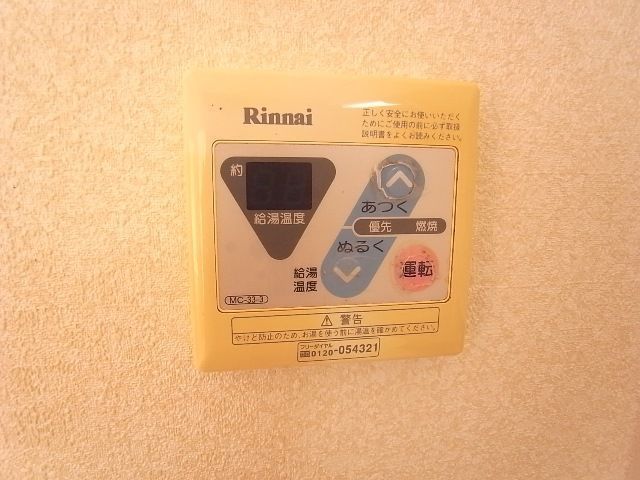 Rinnai
正しく安全にお使いいただく
ためにご使用の前に必ず取扱
説明書をよくお読みください。
約
給湯温度
あつく
優先 燃焼
ぬるく
給湯
温度
運転
MC-33-3
⚠ 警告
やけど防止のため、お湯を使う前に湯温を確かめてください。
フリーダイヤル
0120-054321